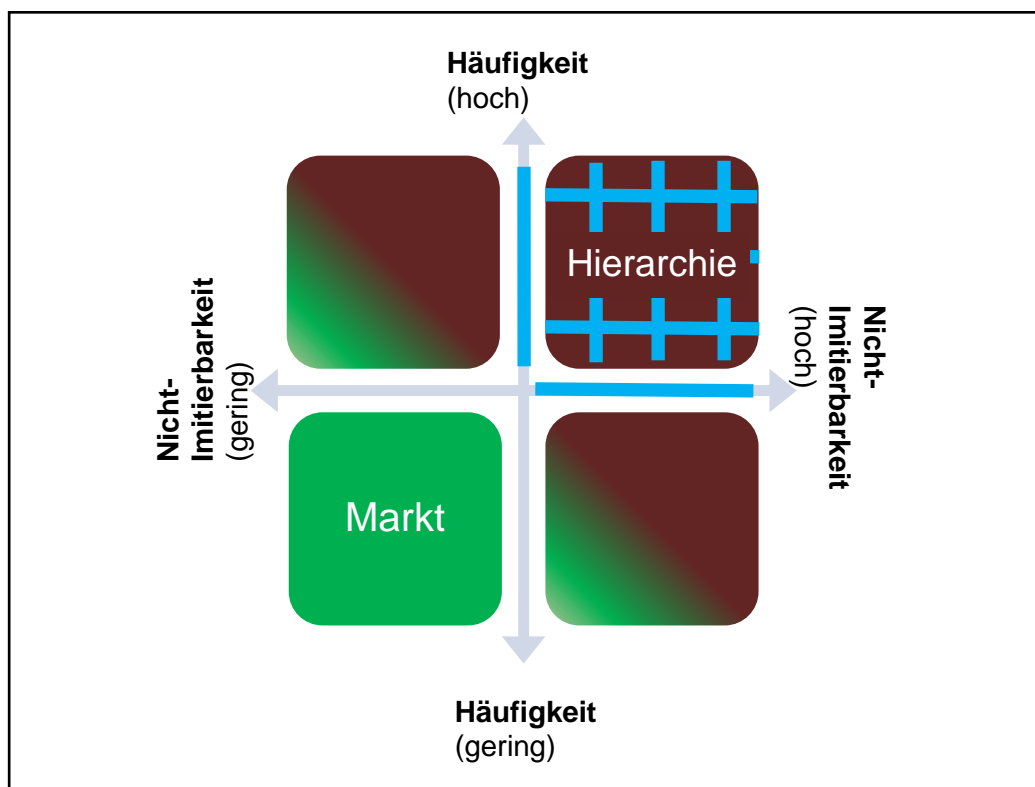 Häufigkeit
(hoch)
Hierarchie
Nicht-
Imitierbarkeit
(gering)
Nicht-
Imitierbarkeit
(hoch)
Markt
Häufigkeit
(gering)